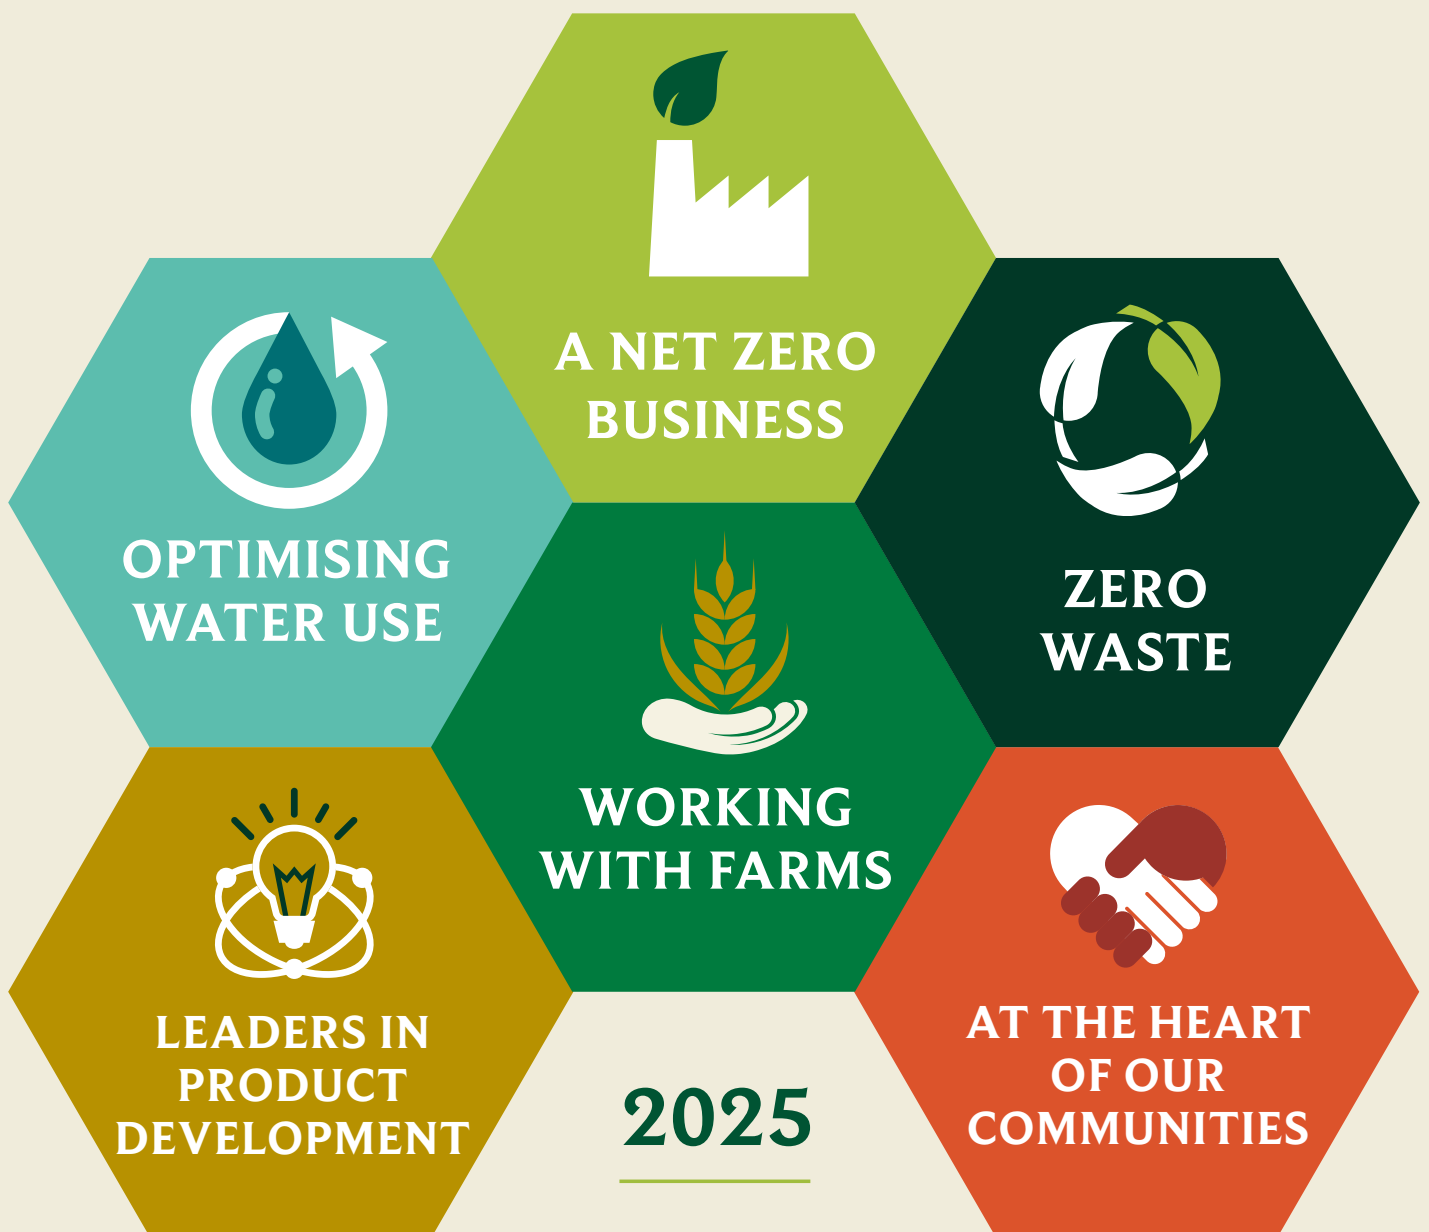 A NET ZERO
BUSINESS
OPTIMISING
WATER USE
ZERO
WASTE
WORKING
WITH FARMS
LEADERS IN
PRODUCT
DEVELOPMENT
AT THE HEART
OF OUR
COMMUNITIES
2025